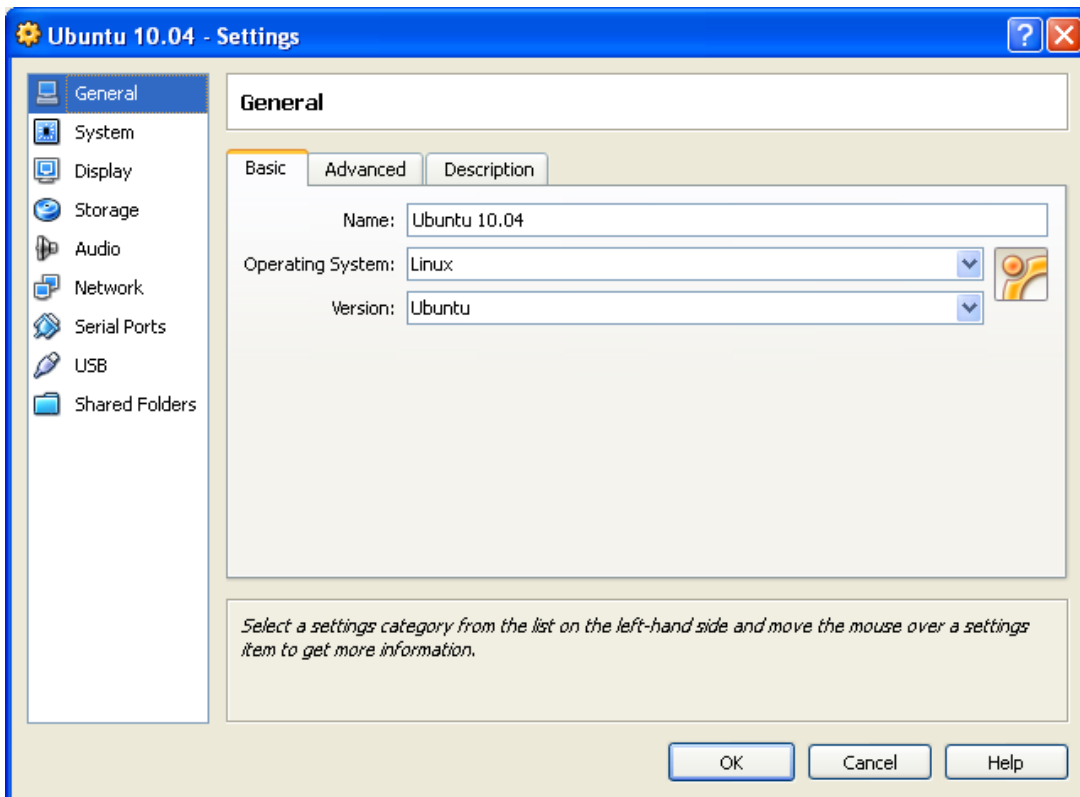 Ubuntu 10.04 - Settings
General
System
Display
Storage
Audio
Network
Serial Ports
USB
Shared Folders
General
Basic Advanced Description
Name: Ubuntu 10.04
Operating System: Linux
Version: Ubuntu
Select a settings category from the list on the left-hand side and move the mouse over a settings
item to get more information.
OK Cancel Help